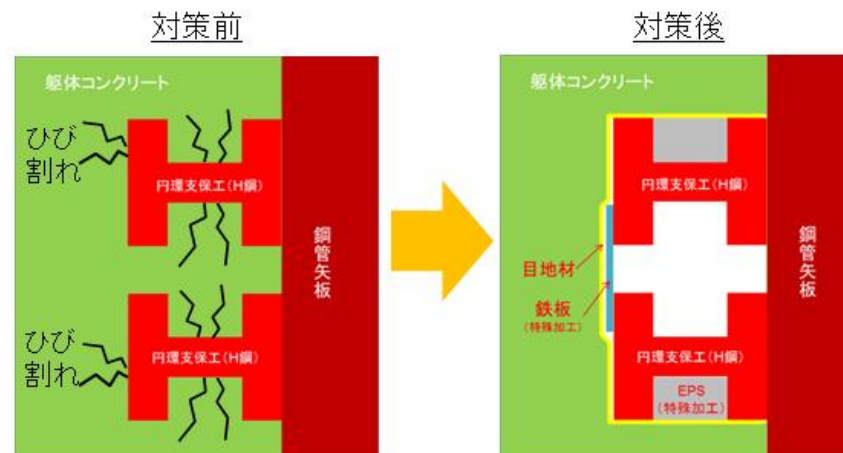 対策前
躯体コンクリート
ひび
割れ
円環支保工(H鋼)
ひび
割れ
円環支保工(H鋼)
鋼管矢板
対策後
躯体コンクリート
円環支保工(H鋼)
目地材
鉄板
(特殊加工)
円環支保工(H鋼)
EPS
(特殊加工)
鋼管矢板